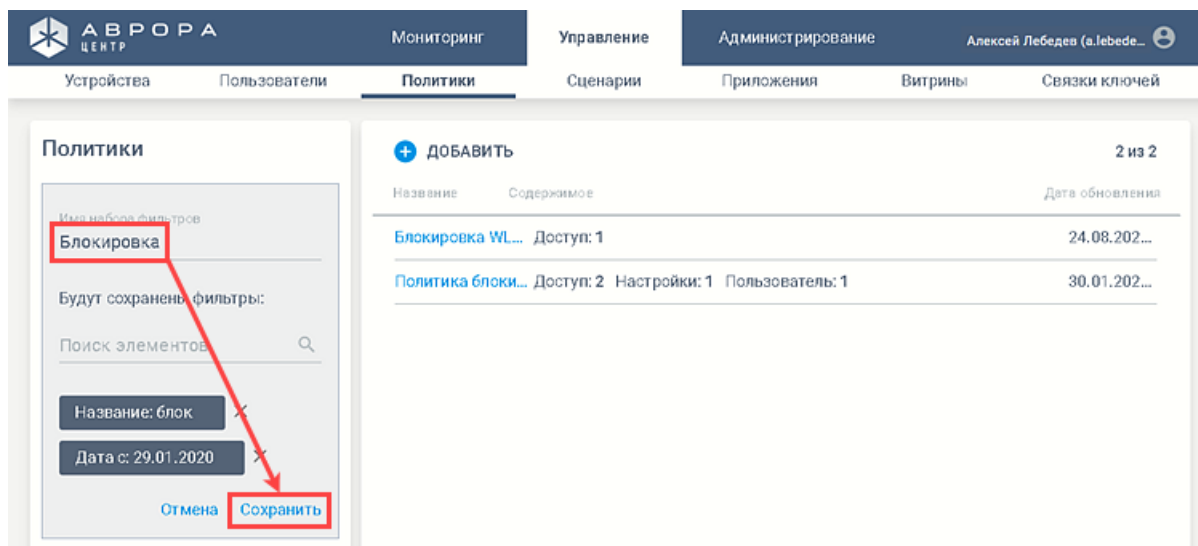 АВРОРА
ЦЕНТР
Мониторинг Управление Администрирование Алексей Лебедев (a.lebede...
Устройства Пользователи Политики Сценарии Приложения Витрины Связки ключей
Политики
ДОБАВИТЬ 2 из 2
Название Содержимое Дата обновления
Имя набора фильтров
Блокировка
Блокировка WL... Доступ: 1 24.08.202...
Политика блоки... Доступ: 2 Настройки: 1 Пользователь: 1 30.01.202...
Будут сохранены фильтры:
Поиск элементов
Название: блок
Дата с: 29.01.2020
Отмена Сохранить